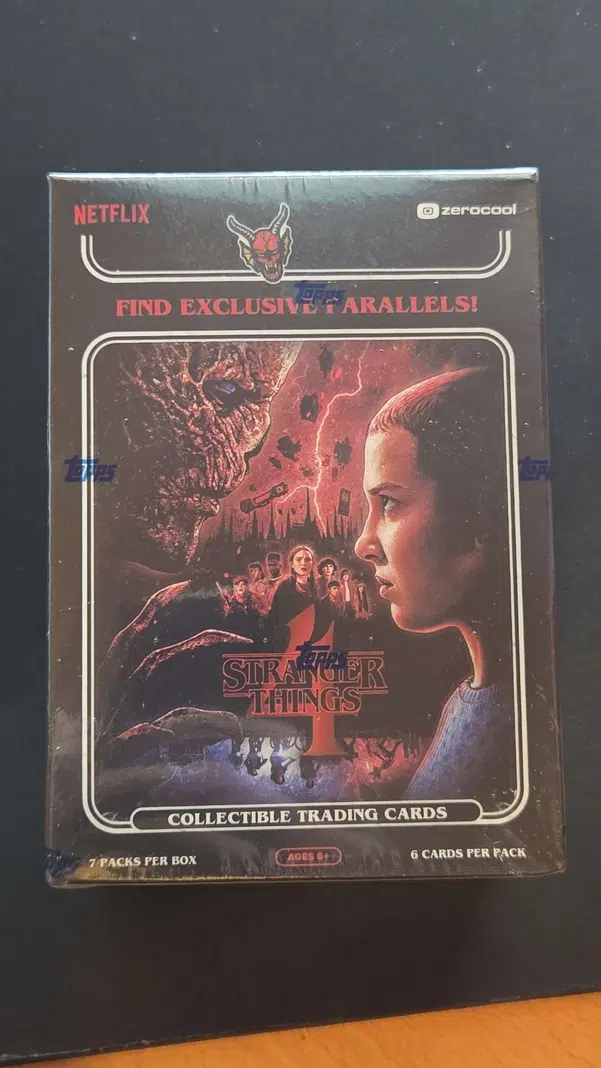 NETFLIX
zerocool
TOPPS
FIND EXCLUSIVE PARALLELS!
TOPPS
TOPPS
TOPPS
STRANGER
THINGS
4
COLLECTIBLE TRADING CARDS
7 PACKS PER BOX
AGES 6+
6 CARDS PER PACK